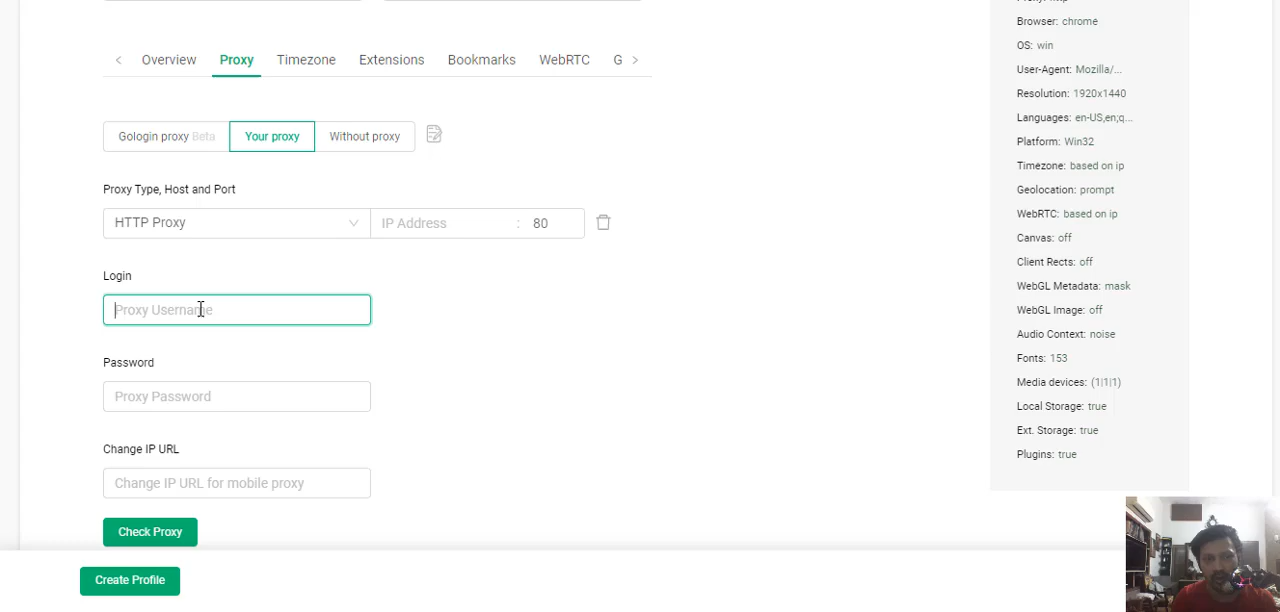 Overview Proxy Timezone Extensions Bookmarks WebRTC G
Gologin proxy Beta Your proxy Without proxy
Proxy Type, Host and Port
HTTP Proxy IP Address : 80
Login
Proxy Username
Password
Proxy Password
Change IP URL
Change IP URL for mobile proxy
Check Proxy
Create Profile
Browser: chrome
OS: win
User-Agent: Mozilla/...
Resolution: 1920x1440
Languages: en-US,en;q...
Platform: Win32
Timezone: based on ip
Geolocation: prompt
WebRTC: based on ip
Canvas: off
Client Rects: off
WebGL Metadata: mask
WebGL Image: off
Audio Context: noise
Fonts: 153
Media devices: (1|1|1)
Local Storage: true
Ext. Storage: true
Plugins: true